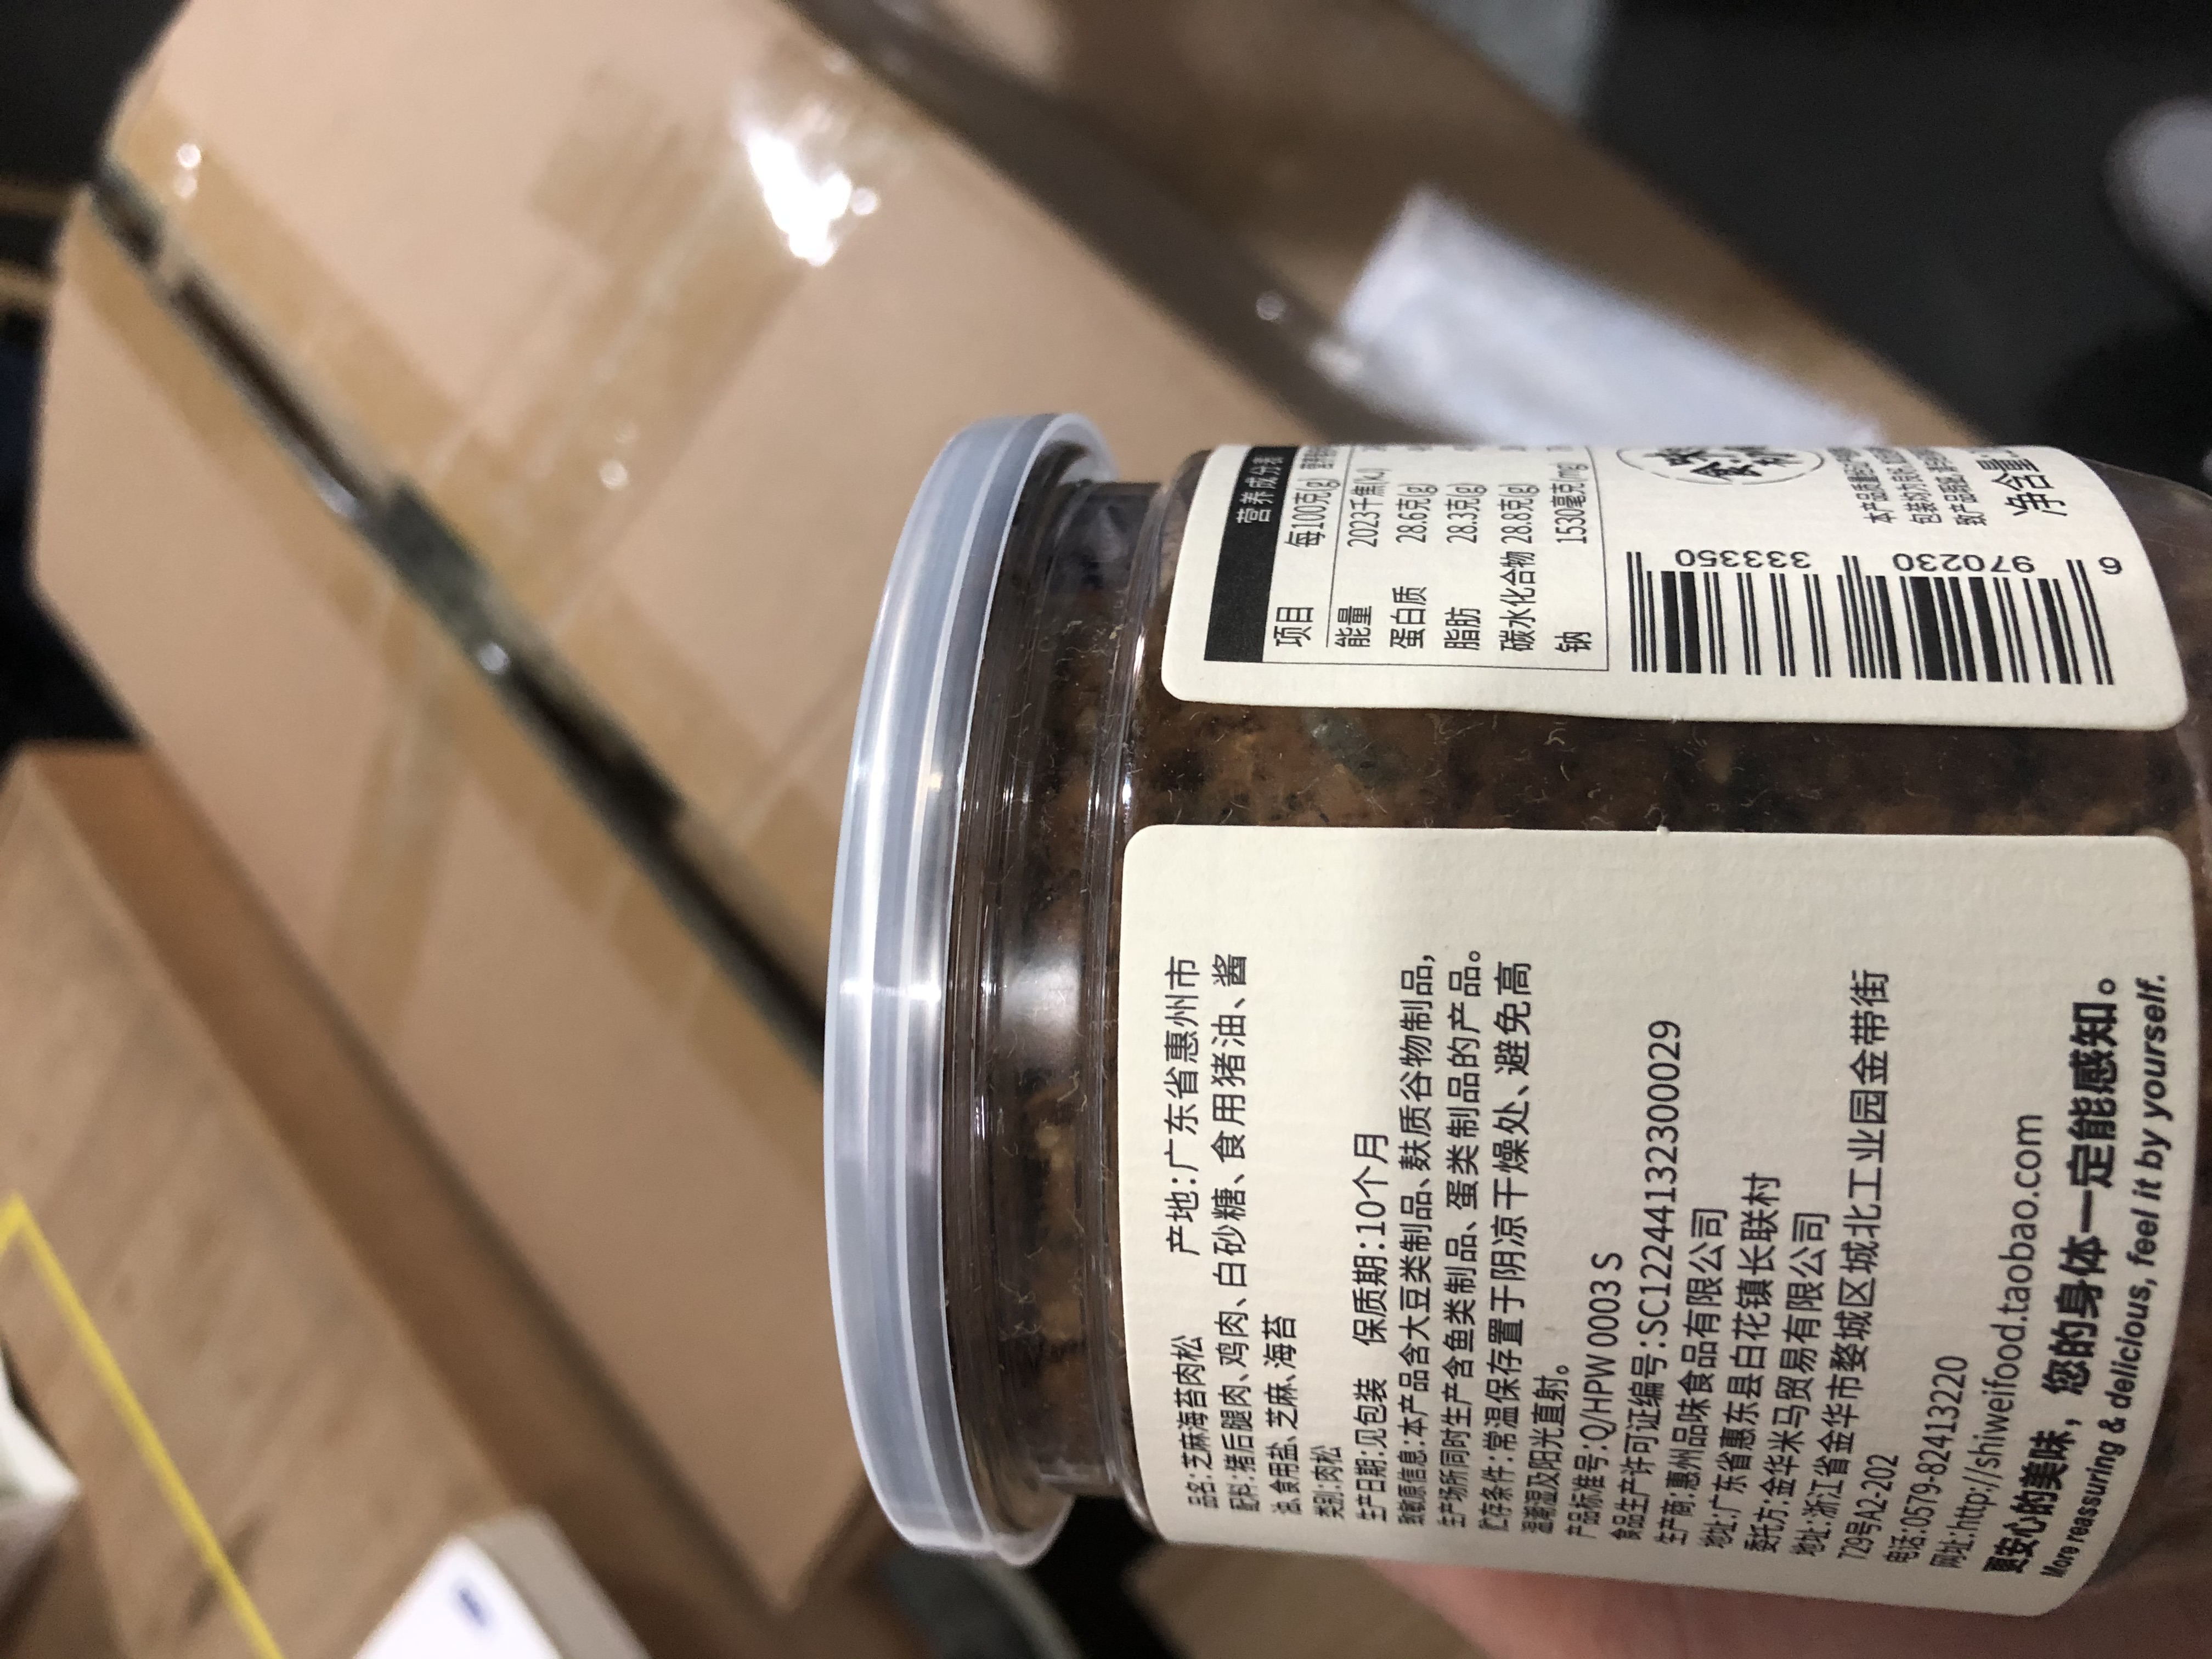 品名:芝麻海苔肉松 产地:广东省惠州市
配料:猪后腿肉、鸡肉、白砂糖、食用猪油、酱
油、食用盐、芝麻、海苔
类别:肉松
生产日期:见包装 保质期:10个月
致敏原信息:本产品含大豆类制品、麸质谷物制品,
生产场所同时生产含鱼类制品、蛋类制品的产品。
贮存条件:常温保存置于阴凉干燥处、避免高
温潮湿及阳光直射。
产品标准号:Q/HPW 0003 S
食品生产许可证编号:SC12244132300029
生产商:惠州品味食品有限公司
地址:广东省惠东县白花镇长联村
委托方:金华米马贸易有限公司
地址:浙江省金华市婺城区城北工业园金带街
729号A2-202
电话:0579-82413220
网址:http://shiweifood.taobao.com
更安心的美味,您的身体一定能感知。
More reassuring & delicious, feel it by yourself.
营养成分表
项目 每100克(g)
能量 2023千焦(KJ)
蛋白质 28.6克(g)
脂肪 28.3克(g)
碳水化合物 28.8克(g)
钠 1530毫克(mg)
6 970230 333350
本产品质量
包装均为
致产品
净含量